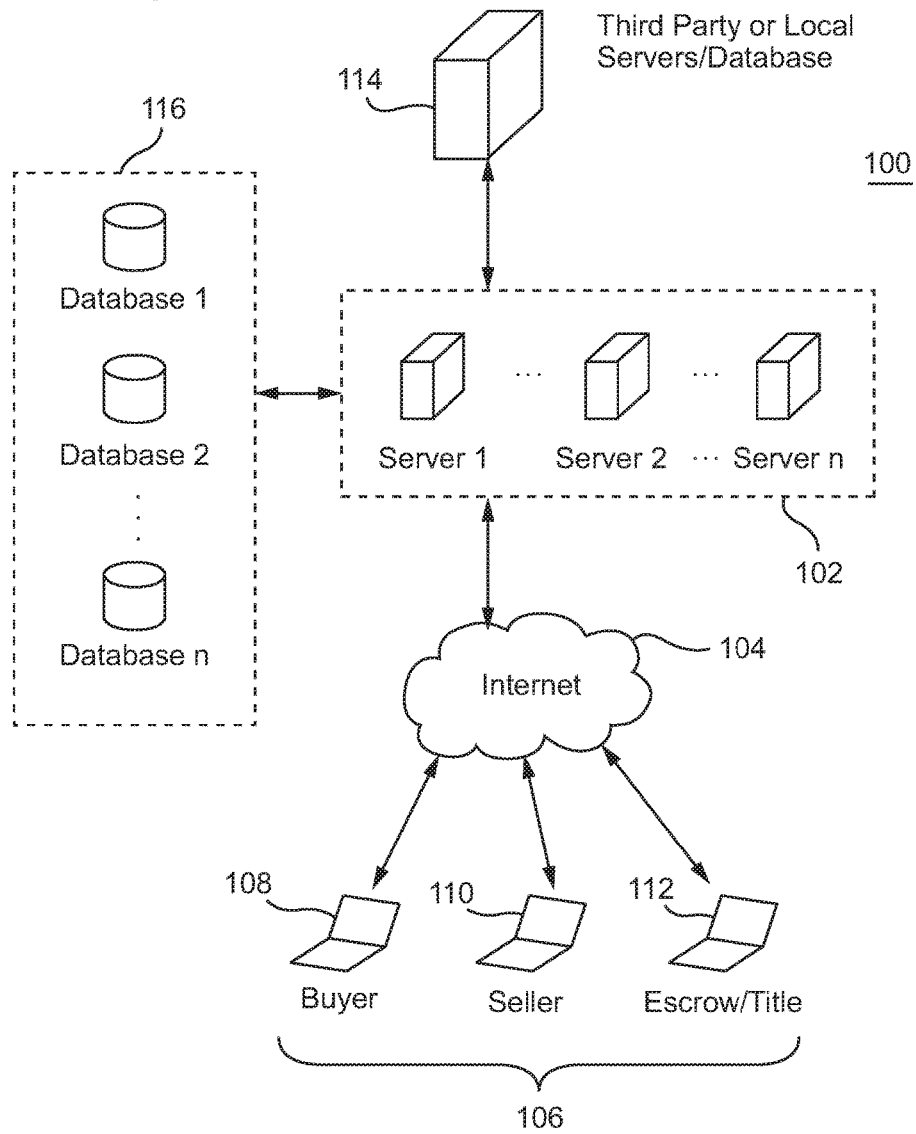 Third Party or Local
Servers/Database
114
116
100
Database 1
Database 2
Database n
... ...
Server 1 Server 2 ... Server n
102
104
Internet
108
110
112
Buyer Seller Escrow/Title
106